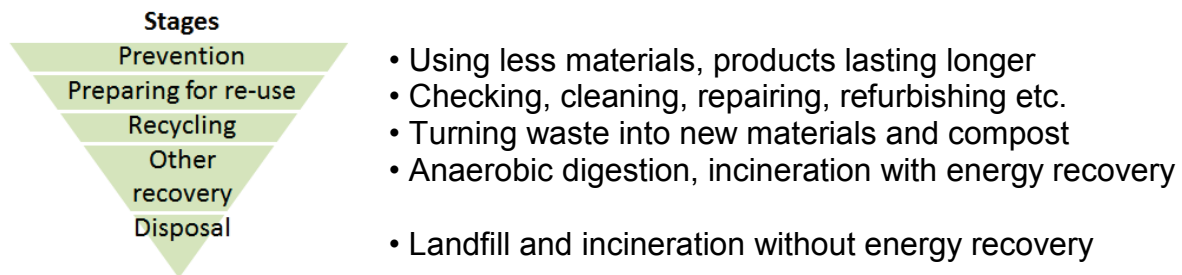 Stages
Prevention
• Using less materials, products lasting longer
Preparing for re-use
• Checking, cleaning, repairing, refurbishing etc.
Recycling
• Turning waste into new materials and compost
Other
recovery
• Anaerobic digestion, incineration with energy recovery
Disposal
• Landfill and incineration without energy recovery